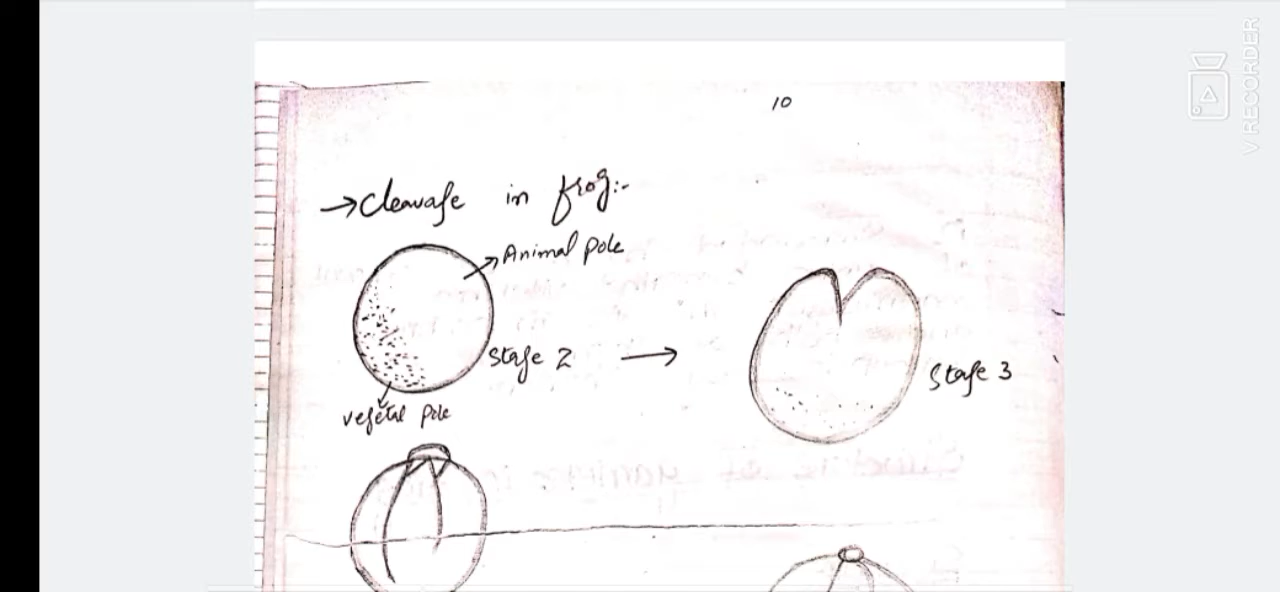 10
→ Cleavage in frog:-
Animal pole
Stage 2
Stage 3
vegetal pole
V RECORDER